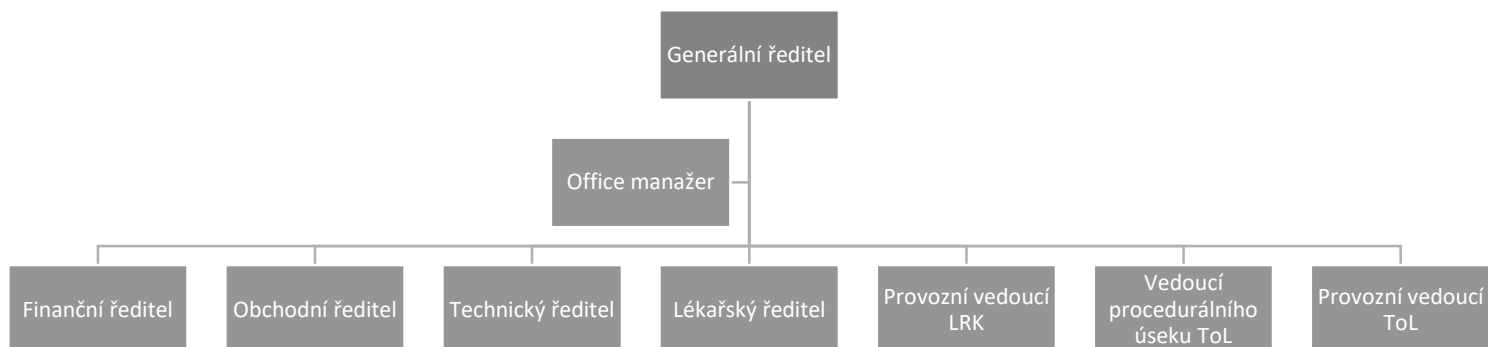 Generální ředitel
Office manažer
Finanční ředitel
Obchodní ředitel
Technický ředitel
Lékařský ředitel
Provozní vedoucí
LRK
Vedoucí
procedurálního
úseku ToL
Provozní vedoucí
ToL